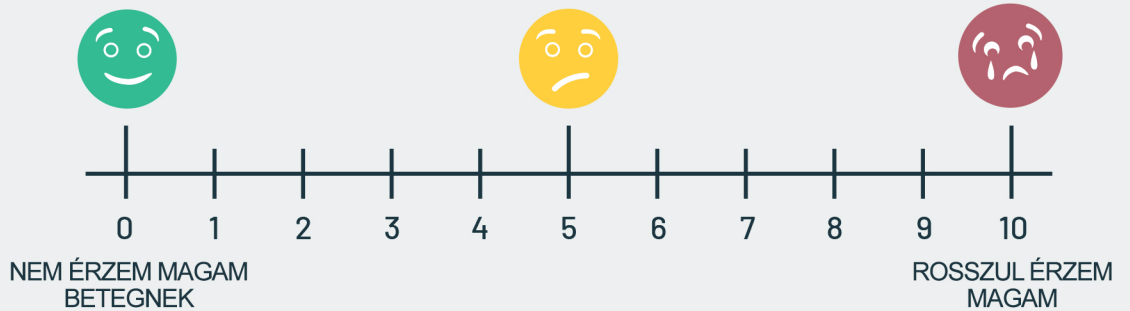 0 1 2 3 4 5 6 7 8 9 10
NEM ÉRZEM MAGAM
BETEGNEK
ROSSZUL ÉRZEM
MAGAM